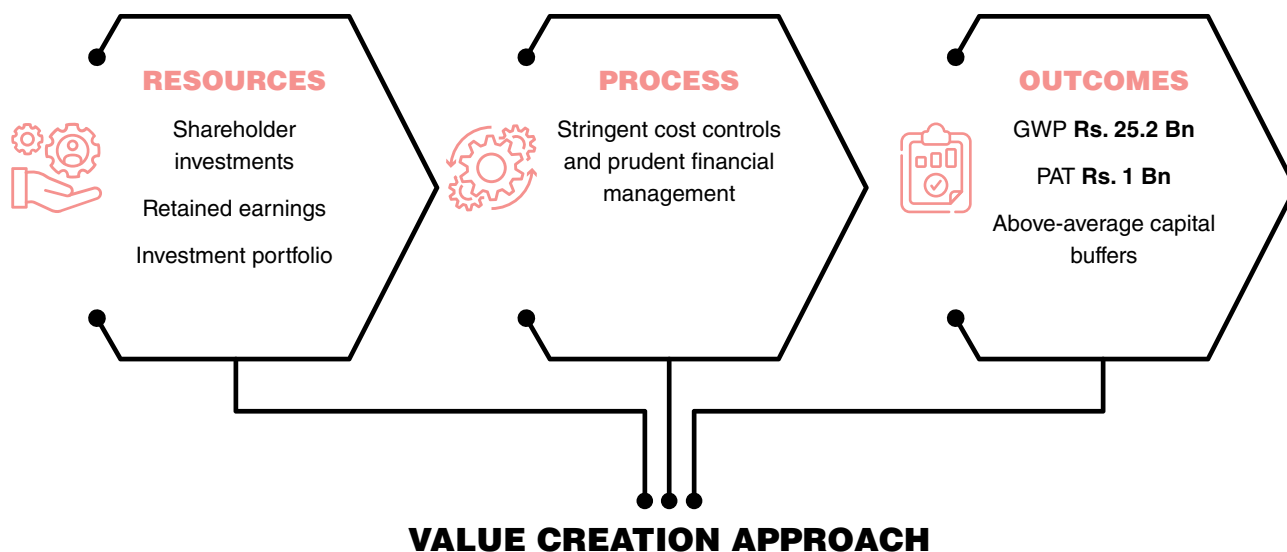 RESOURCES
Shareholder
investments
Retained earnings
Investment portfolio
PROCESS
Stringent cost controls
and prudent financial
management
OUTCOMES
GWP Rs. 25.2 Bn
PAT Rs. 1 Bn
Above-average capital
buffers
VALUE CREATION APPROACH